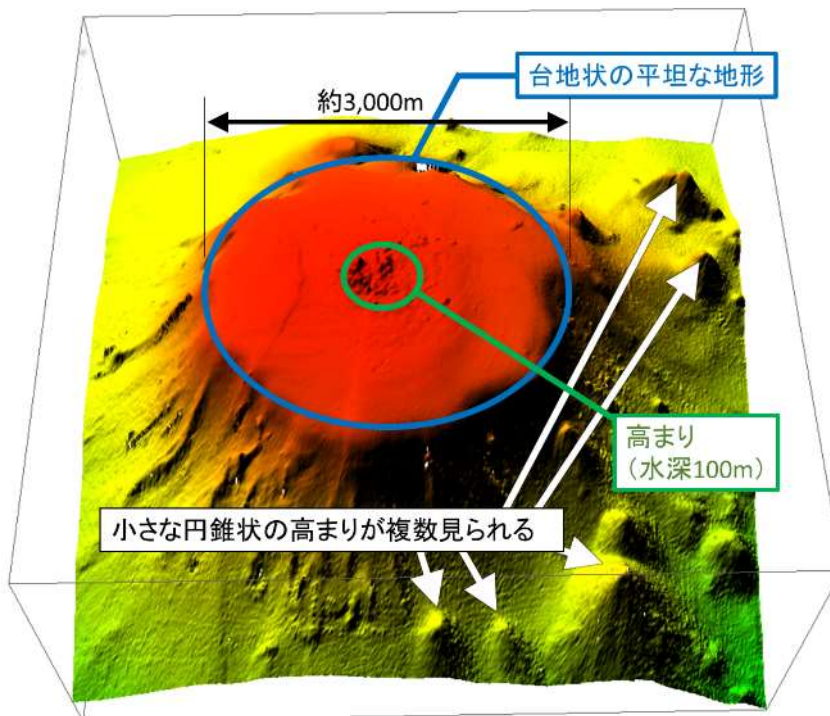 台地状の平坦な地形
約3,000m
高まり
（水深100m）
小さな円錐状の高まりが複数見られる